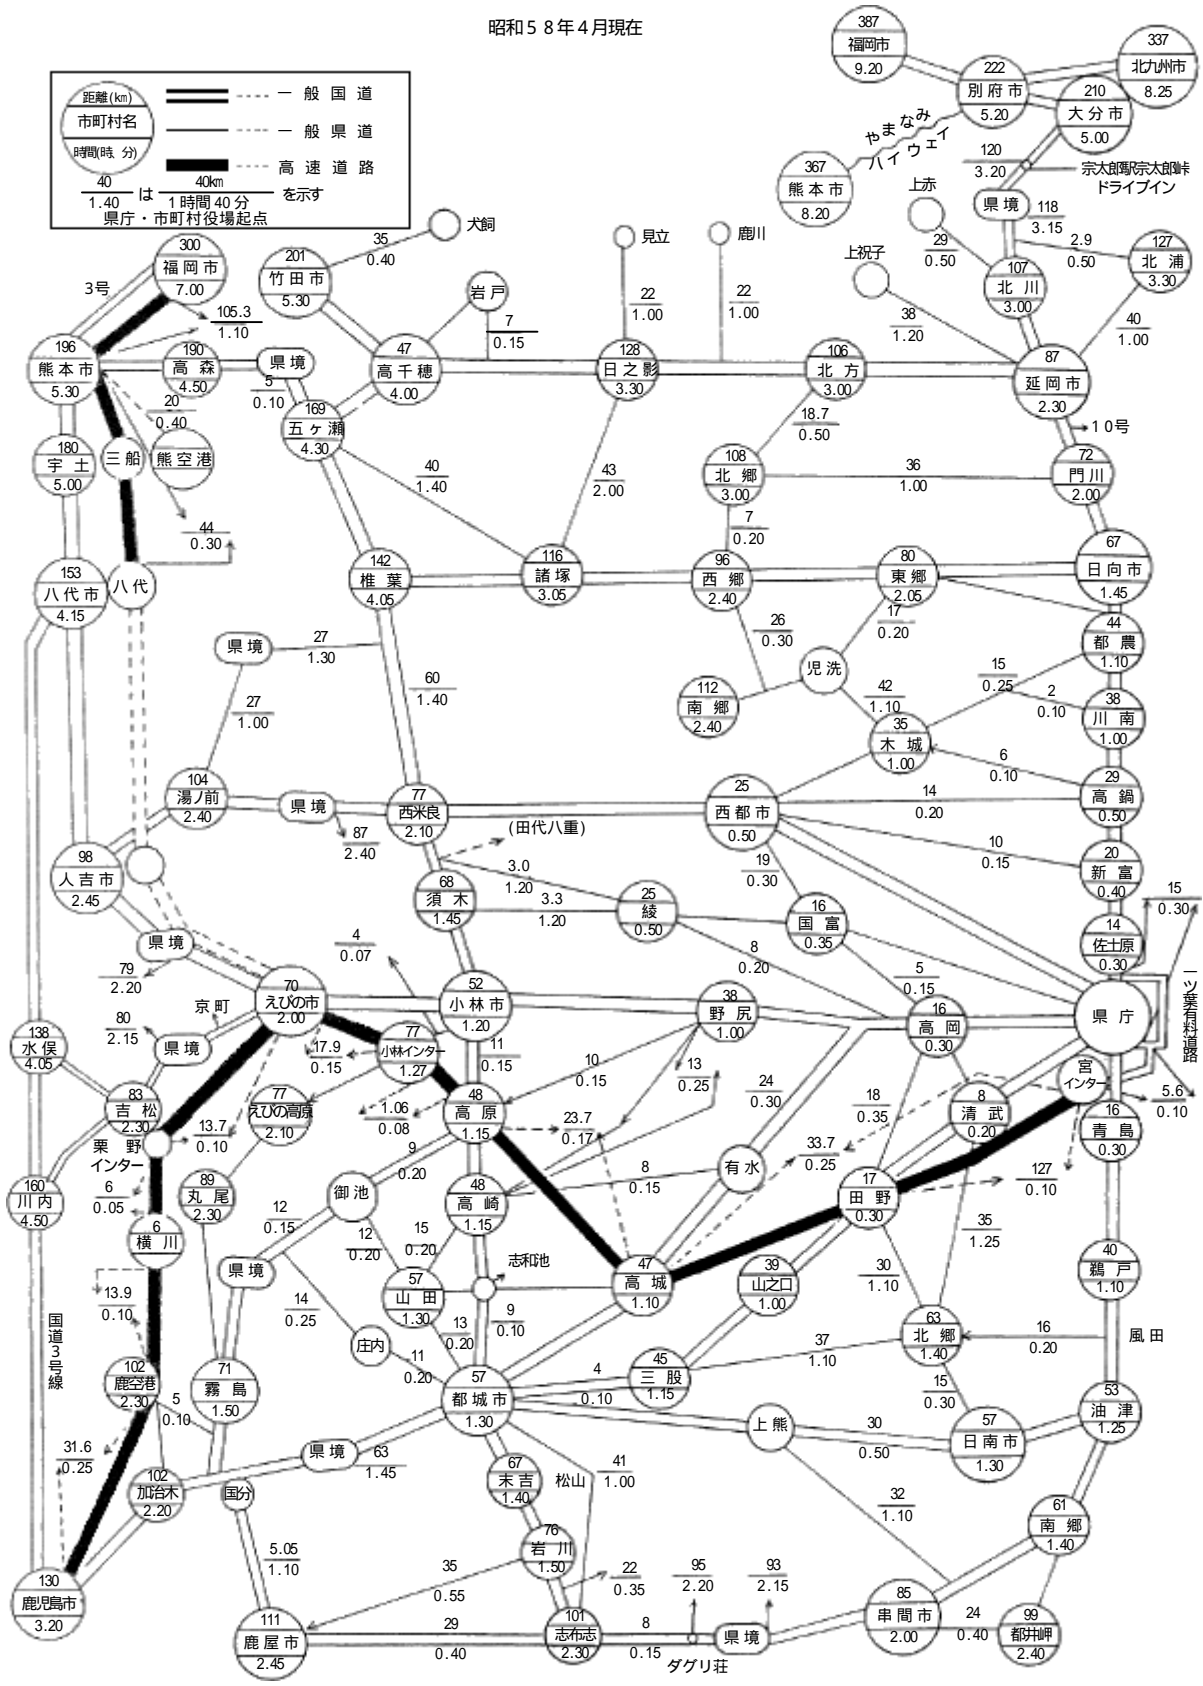 昭和５８年４月現在
距離(km)
市町村名
時間(時、分)
一般国道
一般県道
高速道路
40
1.40
は
40km
1時間40分
を示す
県庁・市町村役場起点
387
福岡市
9.20
222
別府市
5.20
337
北九州市
8.25
210
大分市
5.00
やまなみ
ハイウェイ
367
熊本市
8.20
120
3.20
宗太郎駅宗太郎峠
ドライブイン
県境
118
3.15
上赤
29
0.50
2.9
0.50
127
北浦
3.30
107
北川
3.00
上祝子
38
1.20
40
1.00
300
福岡市
7.00
3号
105.3
1.10
201
竹田市
5.30
35
0.40
犬飼
岩戸
7
0.15
見立
22
1.00
鹿川
22
1.00
196
熊本市
5.30
190
高森
4.50
県境
5
0.10
47
高千穂
4.00
128
日之影
3.30
106
北方
3.00
87
延岡市
2.30
10号
20
0.40
169
五ヶ瀬
4.30
18.7
0.50
180
宇土
5.00
三船
熊空港
40
1.40
43
2.00
108
北郷
3.00
36
1.00
72
門川
2.00
44
0.30
7
0.20
67
日向市
1.45
153
八代市
4.15
八代
142
椎葉
4.05
116
諸塚
3.05
96
西郷
2.40
80
東郷
2.05
17
0.20
26
0.30
44
都農
1.10
県境
27
1.30
児洗
15
0.25
2
0.10
60
1.40
112
南郷
2.40
42
1.10
35
木城
1.00
38
川南
1.00
27
1.00
6
0.10
104
湯ノ前
2.40
県境
77
西米良
2.10
25
西都市
0.50
14
0.20
29
高鍋
0.50
87
2.40
(田代八重)
10
0.15
98
人吉市
2.45
3.0
1.20
19
0.30
20
新富
0.40
68
須木
1.45
3.3
1.20
25
綾
0.50
16
国富
0.35
15
0.30
県境
4
0.07
8
0.20
14
佐土原
0.30
79
2.20
5
0.15
一ツ葉有料道路
京町
70
えびの市
2.00
52
小林市
1.20
38
野尻
1.00
16
高岡
0.30
県庁
138
水俣
4.05
80
2.15
県境
17.9
0.15
77
小林インター
1.27
11
0.15
10
0.15
13
0.25
24
0.30
18
0.35
宮
インター
5.6
0.10
83
吉松
2.30
77
えびの高原
2.10
1.06
0.08
48
高原
1.15
23.7
0.17
8
清武
0.20
16
青島
0.30
栗野
インター
13.7
0.10
9
0.20
33.7
0.25
6
0.05
89
丸尾
2.30
御池
48
高崎
1.15
8
0.15
有水
17
田野
0.30
127
0.10
160
川内
4.50
6
横川
12
0.15
12
0.20
15
0.20
志和池
35
1.25
県境
47
高城
1.10
39
山之口
1.00
30
1.10
40
鵜戸
1.10
13.9
0.10
57
山田
1.30
14
0.25
13
0.20
9
0.10
63
北郷
1.40
16
0.20
風田
国道3号線
庄内
11
0.20
37
1.10
102
鹿空港
2.30
5
0.10
71
霧島
1.50
57
都城市
1.30
4
0.10
45
三股
1.15
15
0.30
53
油津
1.25
上熊
30
0.50
57
日南市
1.30
31.6
0.25
県境
63
1.45
102
加治木
2.20
国分
67
末吉
1.40
松山
41
1.00
32
1.10
61
南郷
1.40
5.05
1.10
76
岩川
1.50
35
0.55
22
0.35
95
2.20
93
2.15
130
鹿児島市
3.20
111
鹿屋市
2.45
29
0.40
101
志布志
2.30
8
0.15
ダグリ荘
県境
85
串間市
2.00
24
0.40
99
都井岬
2.40